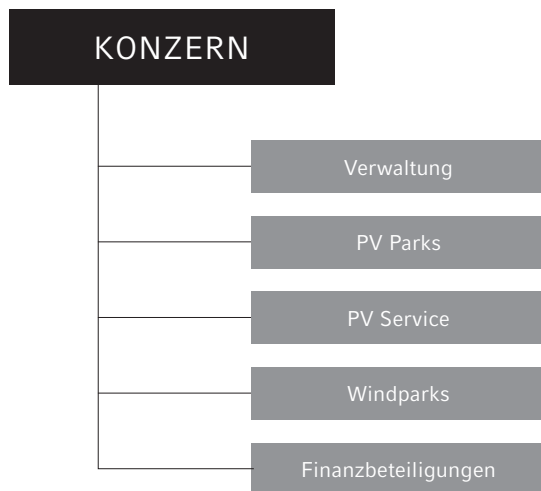 KONZERN
Verwaltung
PV Parks
PV Service
Windparks
Finanzbeteiligungen